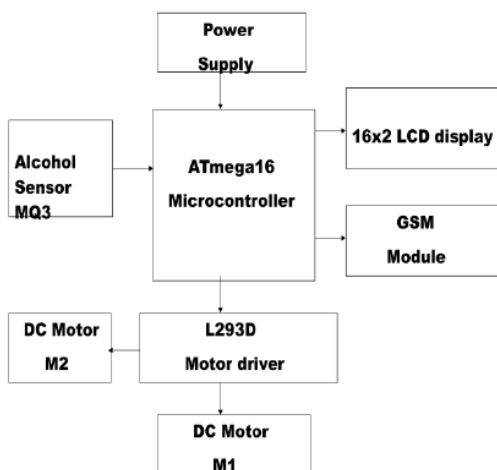 Power
Supply
Alcohol
Sensor
MQ3
ATmega16
Microcontroller
16x2 LCD display
GSM
Module
DC Motor
M2
L293D
Motor driver
DC Motor
M1